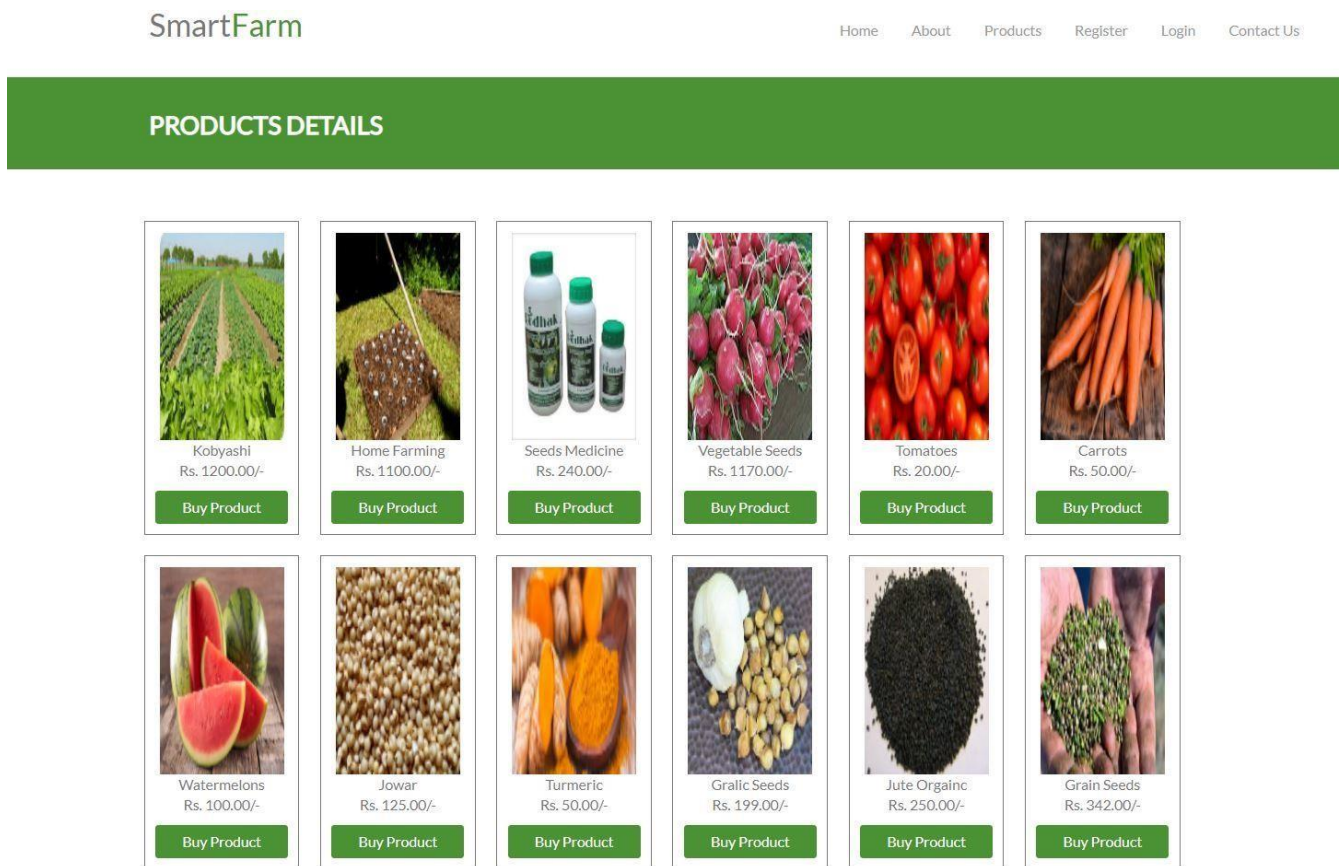 SmartFarm
Home About Products Register Login Contact Us
PRODUCTS DETAILS
Kobyashi Home Farming Seeds Medicine Vegetable Seeds Tomatoes Carrots
Rs. 1200.00/- Rs. 1100.00/- Rs. 240.00/- Rs. 1170.00/- Rs. 20.00/- Rs. 50.00/-
Buy Product Buy Product Buy Product Buy Product Buy Product Buy Product
Watermelons Jowar Turmeric Gralic Seeds Jute Orgainc Grain Seeds
Rs. 100.00/- Rs. 125.00/- Rs. 50.00/- Rs. 199.00/- Rs. 250.00/- Rs. 342.00/-
Buy Product Buy Product Buy Product Buy Product Buy Product Buy Product